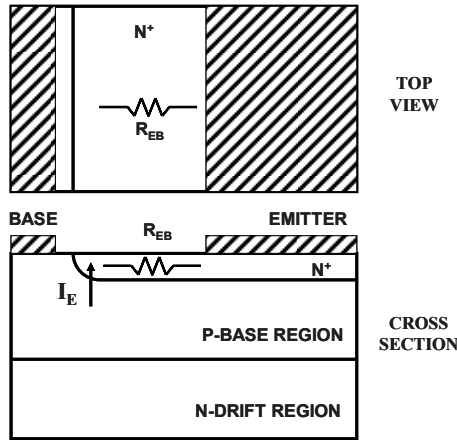 N+
R_EB
TOP
VIEW
BASE
R_EB
EMITTER
N+
I_E
P-BASE REGION
CROSS
SECTION
N-DRIFT REGION